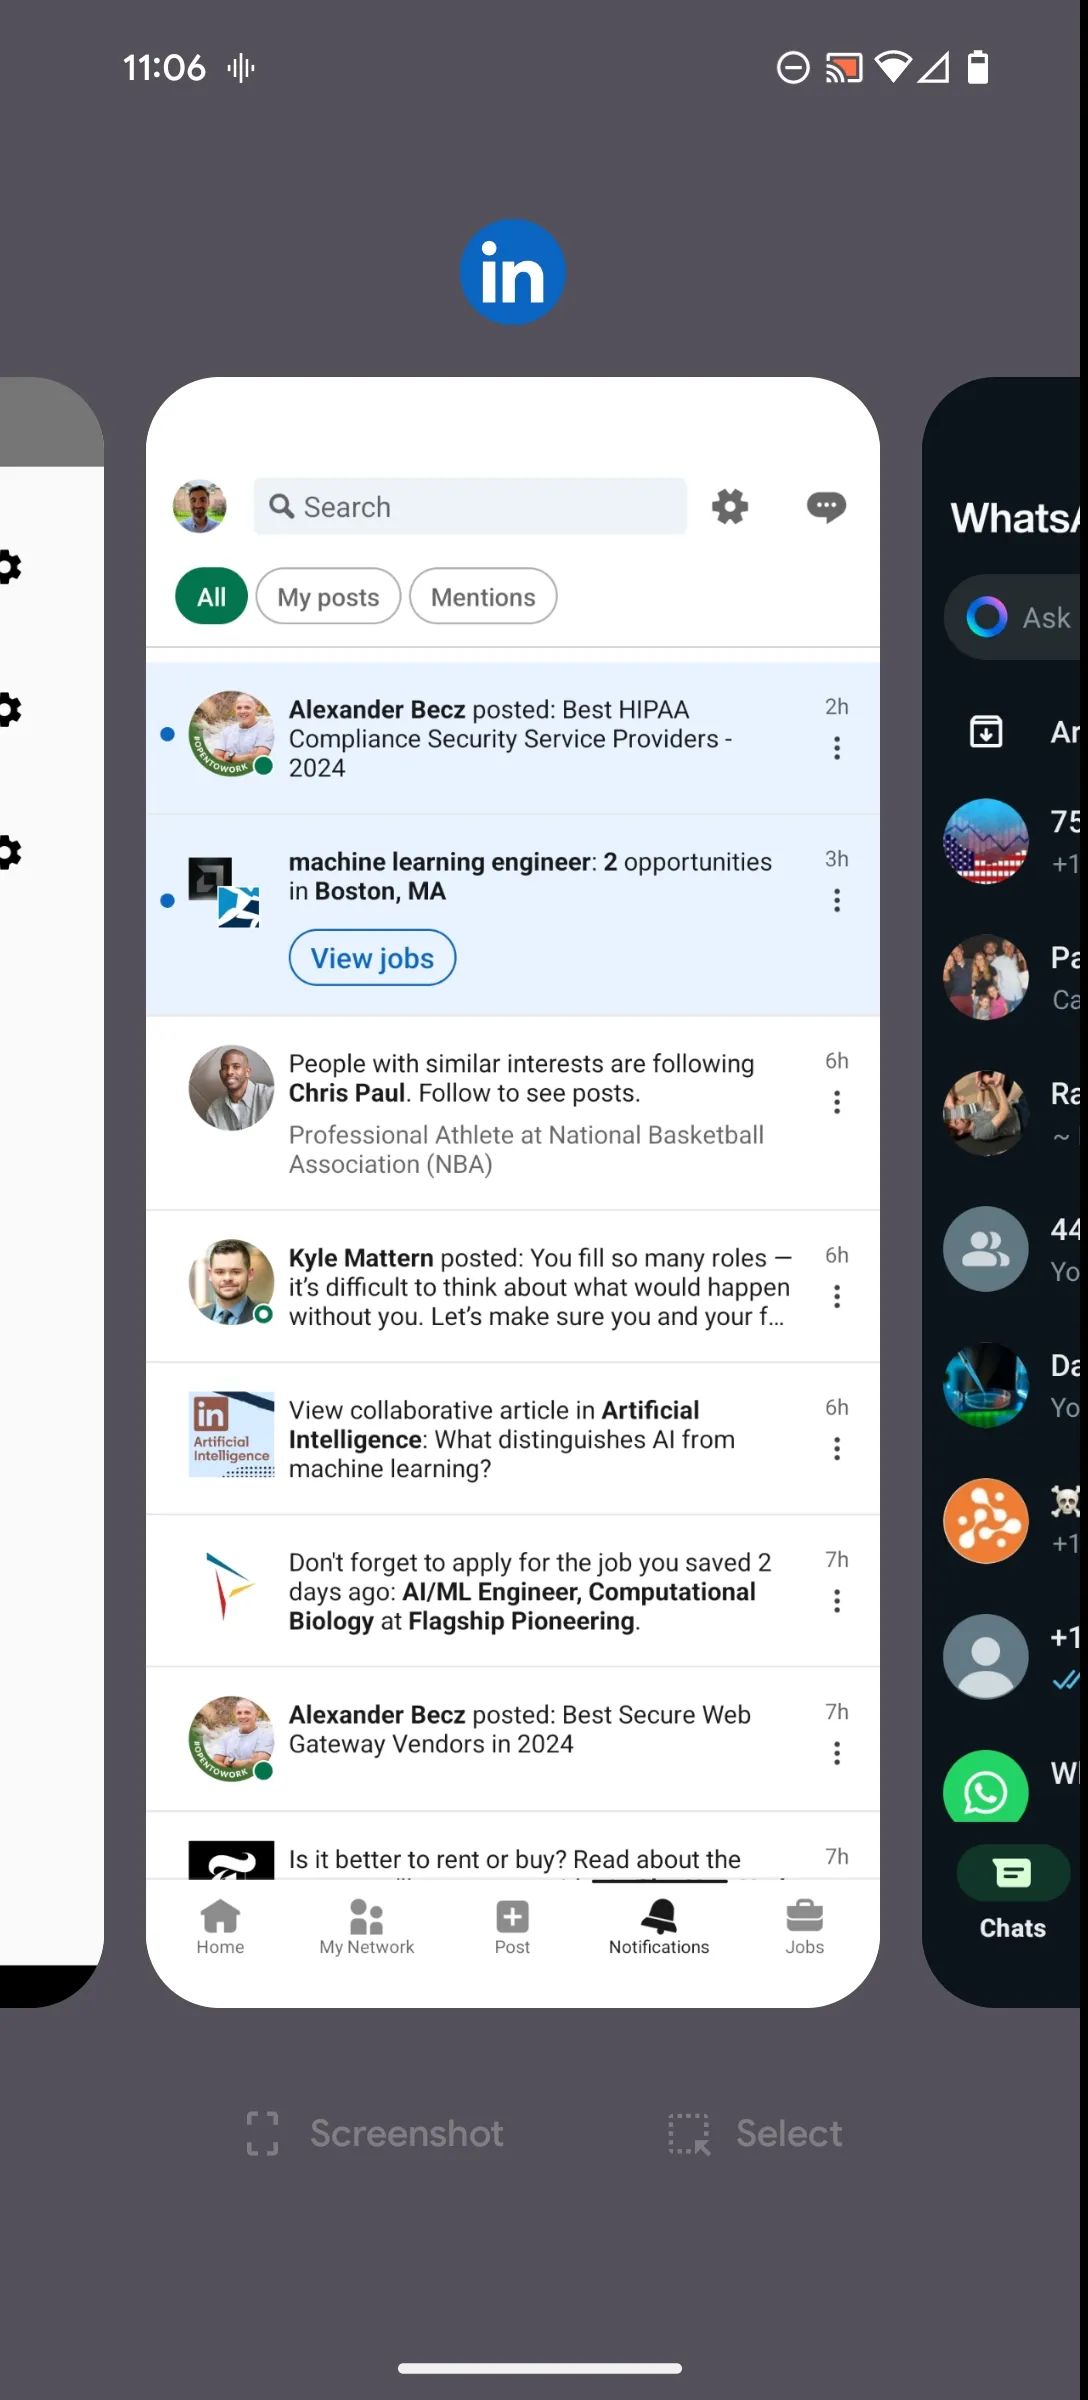 11:06
in
Search
All
My posts
Mentions
Alexander Becz posted: Best HIPAA
Compliance Security Service Providers -
2024
2h
#OPENTOWORK
machine learning engineer: 2 opportunities
in Boston, MA
3h
View jobs
People with similar interests are following
Chris Paul. Follow to see posts.
6h
Professional Athlete at National Basketball
Association (NBA)
Kyle Mattern posted: You fill so many roles —
it's difficult to think about what would happen
without you. Let's make sure you and your f...
6h
in
Artificial
Intelligence
View collaborative article in Artificial
Intelligence: What distinguishes AI from
machine learning?
6h
Don't forget to apply for the job you saved 2
days ago: AI/ML Engineer, Computational
Biology at Flagship Pioneering.
7h
Alexander Becz posted: Best Secure Web
Gateway Vendors in 2024
7h
#OPENTOWORK
Is it better to rent or buy? Read about the
7h
Home
My Network
Post
Notifications
Jobs
WhatsA
Ask
Ar
75
+1
Pa
Ca
Ra
~
44
Yo
Da
Yo
+1
+1
W
Chats
Screenshot
Select